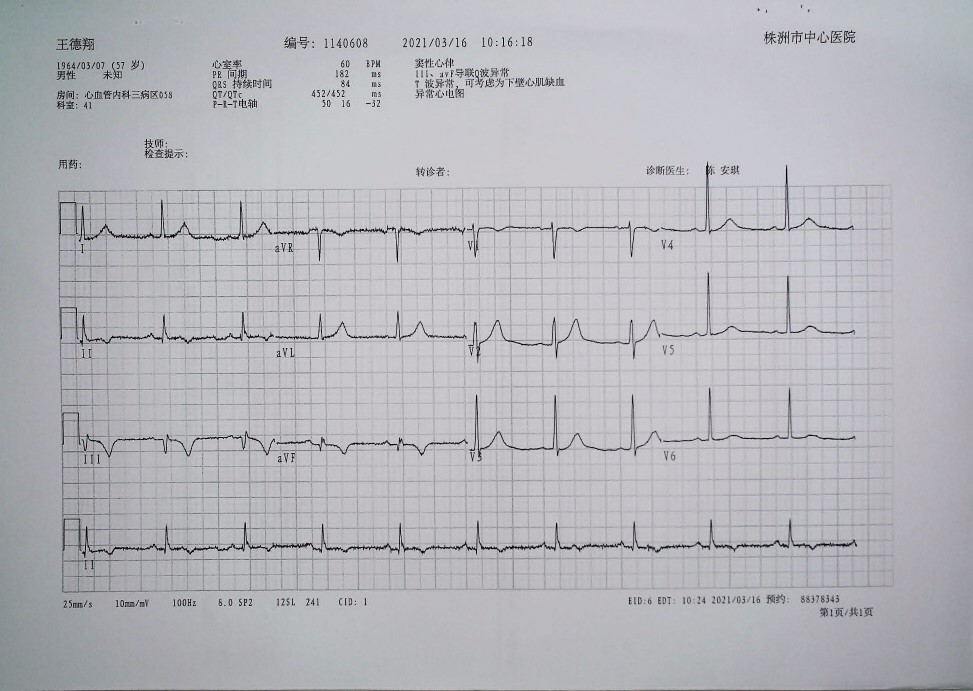 王德翔 编号: 1140608 2021/03/16 10:16:18 株洲市中心医院
1964/03/07 (57 岁) 心室率 60 BPM 窦性心律
男性 未知 PR 间期 182 ms III、aVF导联Q波异常
QRS 持续时间 84 ms T 波异常, 可考虑为下壁心肌缺血
房间: 心血管内科三病区058 QT/QTc 452/452 ms 异常心电图
科室: 41 P-R-T电轴 50 16 -32
技师:
检查提示:
用药: 转诊者: 诊断医生: 陈 安琪
I aVR V1 V4
II aVL V2 V5
III aVF V3 V6
II
25mm/s 10mm/mV 100Hz 8.0 SP2 12SL 241 CID: 1 EID:6 EDT: 10:24 2021/03/16 预约: 88378343
第1页/共1页